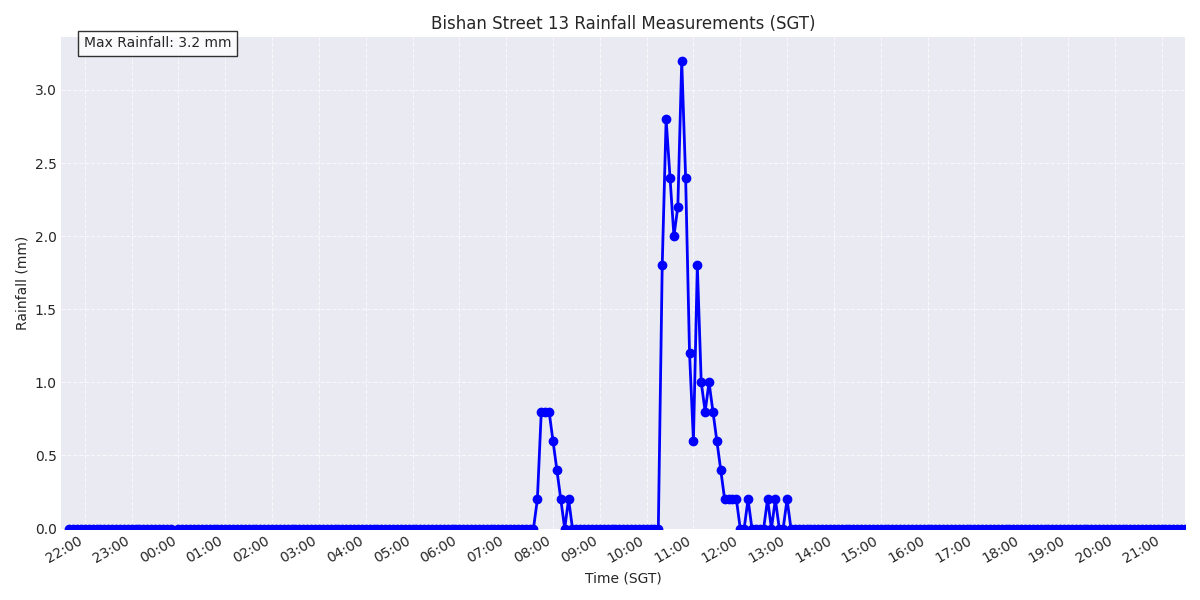 Bishan Street 13 Rainfall Measurements (SGT)
Max Rainfall: 3.2 mm
Rainfall (mm)
3.0
2.5
2.0
1.5
1.0
0.5
0.0
22:00 23:00 00:00 01:00 02:00 03:00 04:00 05:00 06:00 07:00 08:00 09:00 10:00 11:00 12:00 13:00 14:00 15:00 16:00 17:00 18:00 19:00 20:00 21:00
Time (SGT)